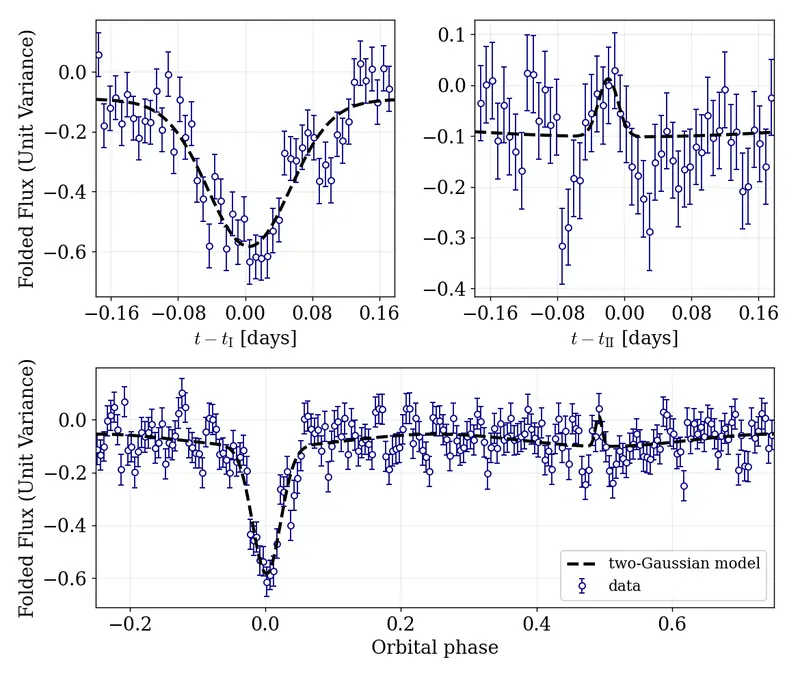 Folded Flux (Unit Variance)
0.0
−0.2
−0.4
−0.6
−0.16 −0.08 0.00 0.08 0.16
t − tI [days]
0.1
0.0
−0.1
−0.2
−0.3
−0.4
−0.16 −0.08 0.00 0.08 0.16
t − tII [days]
Folded Flux (Unit Variance)
0.0
−0.2
−0.4
−0.6
two-Gaussian model
data
−0.2 0.0 0.2 0.4 0.6
Orbital phase